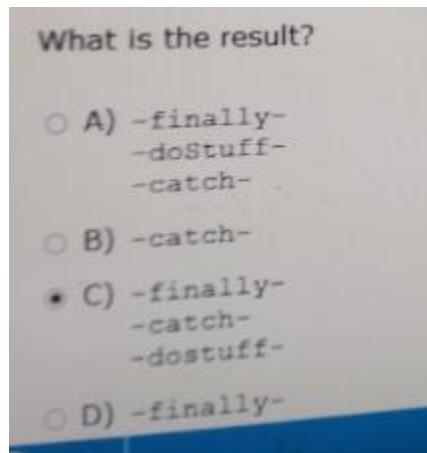 What is the result?
A) -finally-
-doStuff-
-catch-
B) -catch-
C) -finally-
-catch-
-dostuff-
D) -finally-